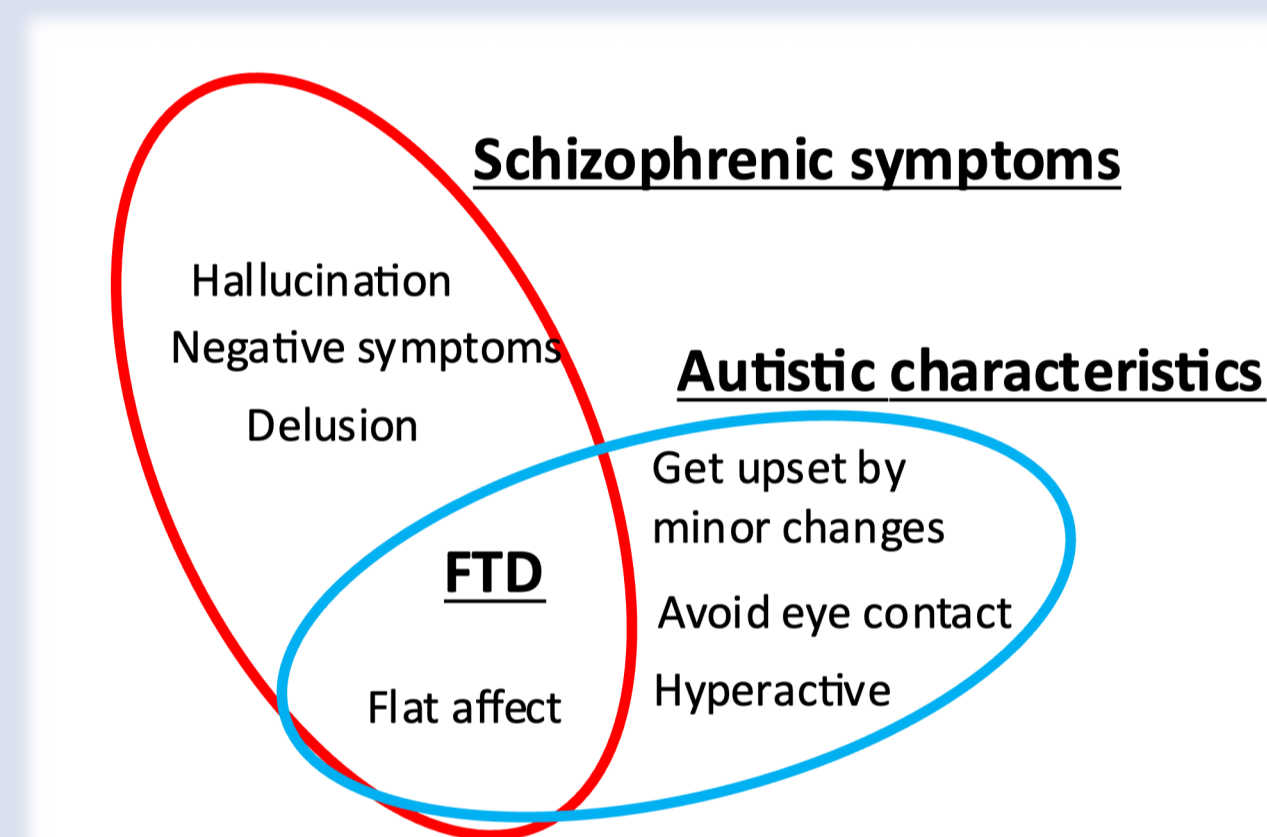 Schizophrenic symptoms
Hallucination
Negative symptoms
Delusion
Autistic characteristics
Get upset by
minor changes
FTD
Avoid eye contact
Hyperactive
Flat affect